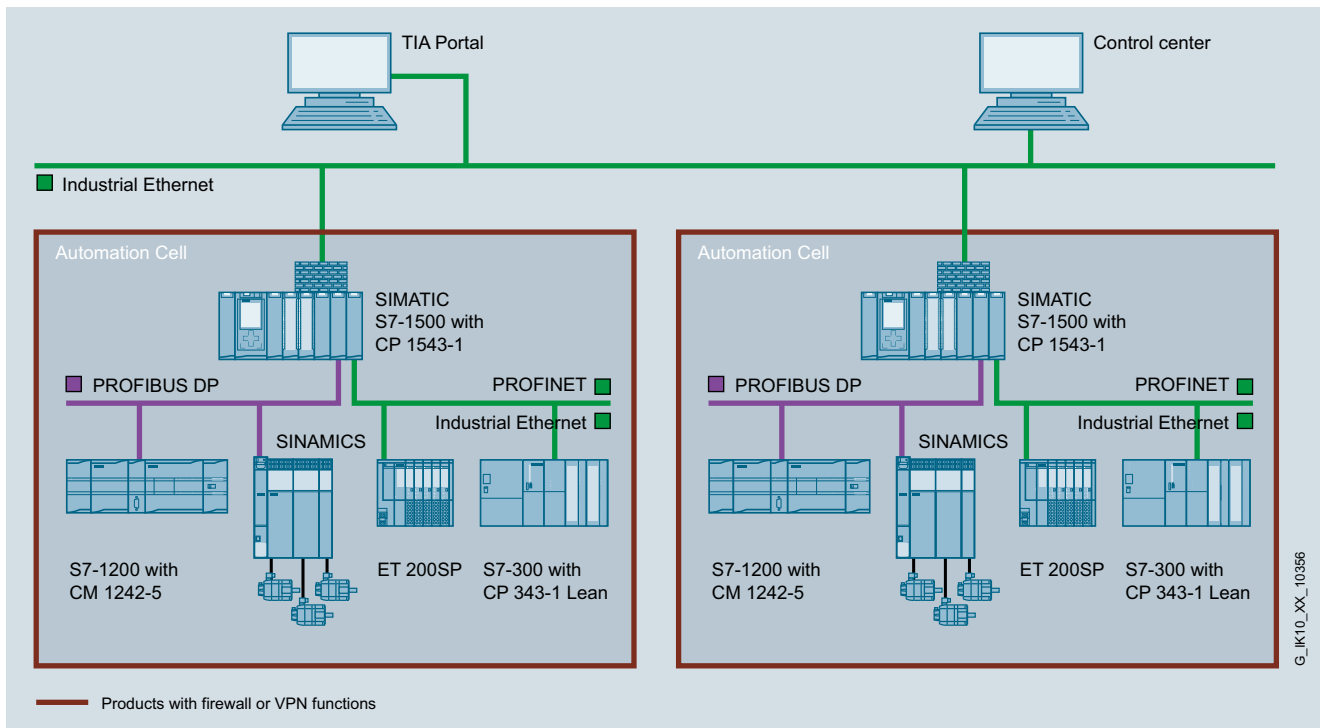 TIA Portal
Control center
Industrial Ethernet
Automation Cell
SIMATIC
S7-1500 with
CP 1543-1
PROFIBUS DP
PROFINET
Industrial Ethernet
SINAMICS
S7-1200 with
CM 1242-5
ET 200SP
S7-300 with
CP 343-1 Lean
Automation Cell
SIMATIC
S7-1500 with
CP 1543-1
PROFIBUS DP
PROFINET
Industrial Ethernet
SINAMICS
S7-1200 with
CM 1242-5
ET 200SP
S7-300 with
CP 343-1 Lean
G_IK10_XX_10356
Products with firewall or VPN functions